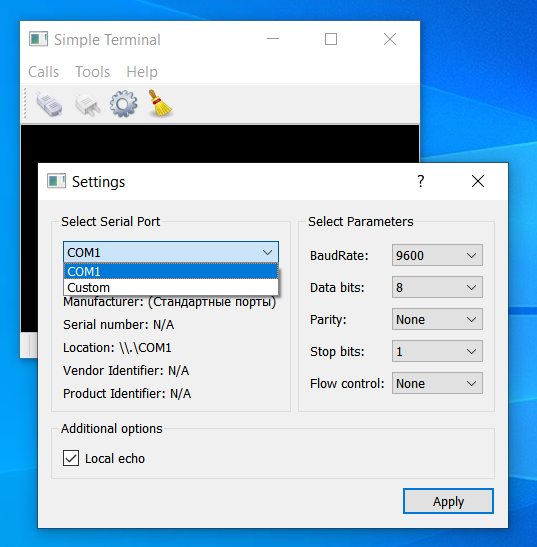 Simple Terminal
Calls Tools Help
Settings
?
Select Serial Port
COM1
COM1
Custom
Manufacturer: (Стандартные порты)
Serial number: N/A
Location: \\.\COM1
Vendor Identifier: N/A
Product Identifier: N/A
Select Parameters
BaudRate: 9600
Data bits: 8
Parity: None
Stop bits: 1
Flow control: None
Additional options
Local echo
Apply